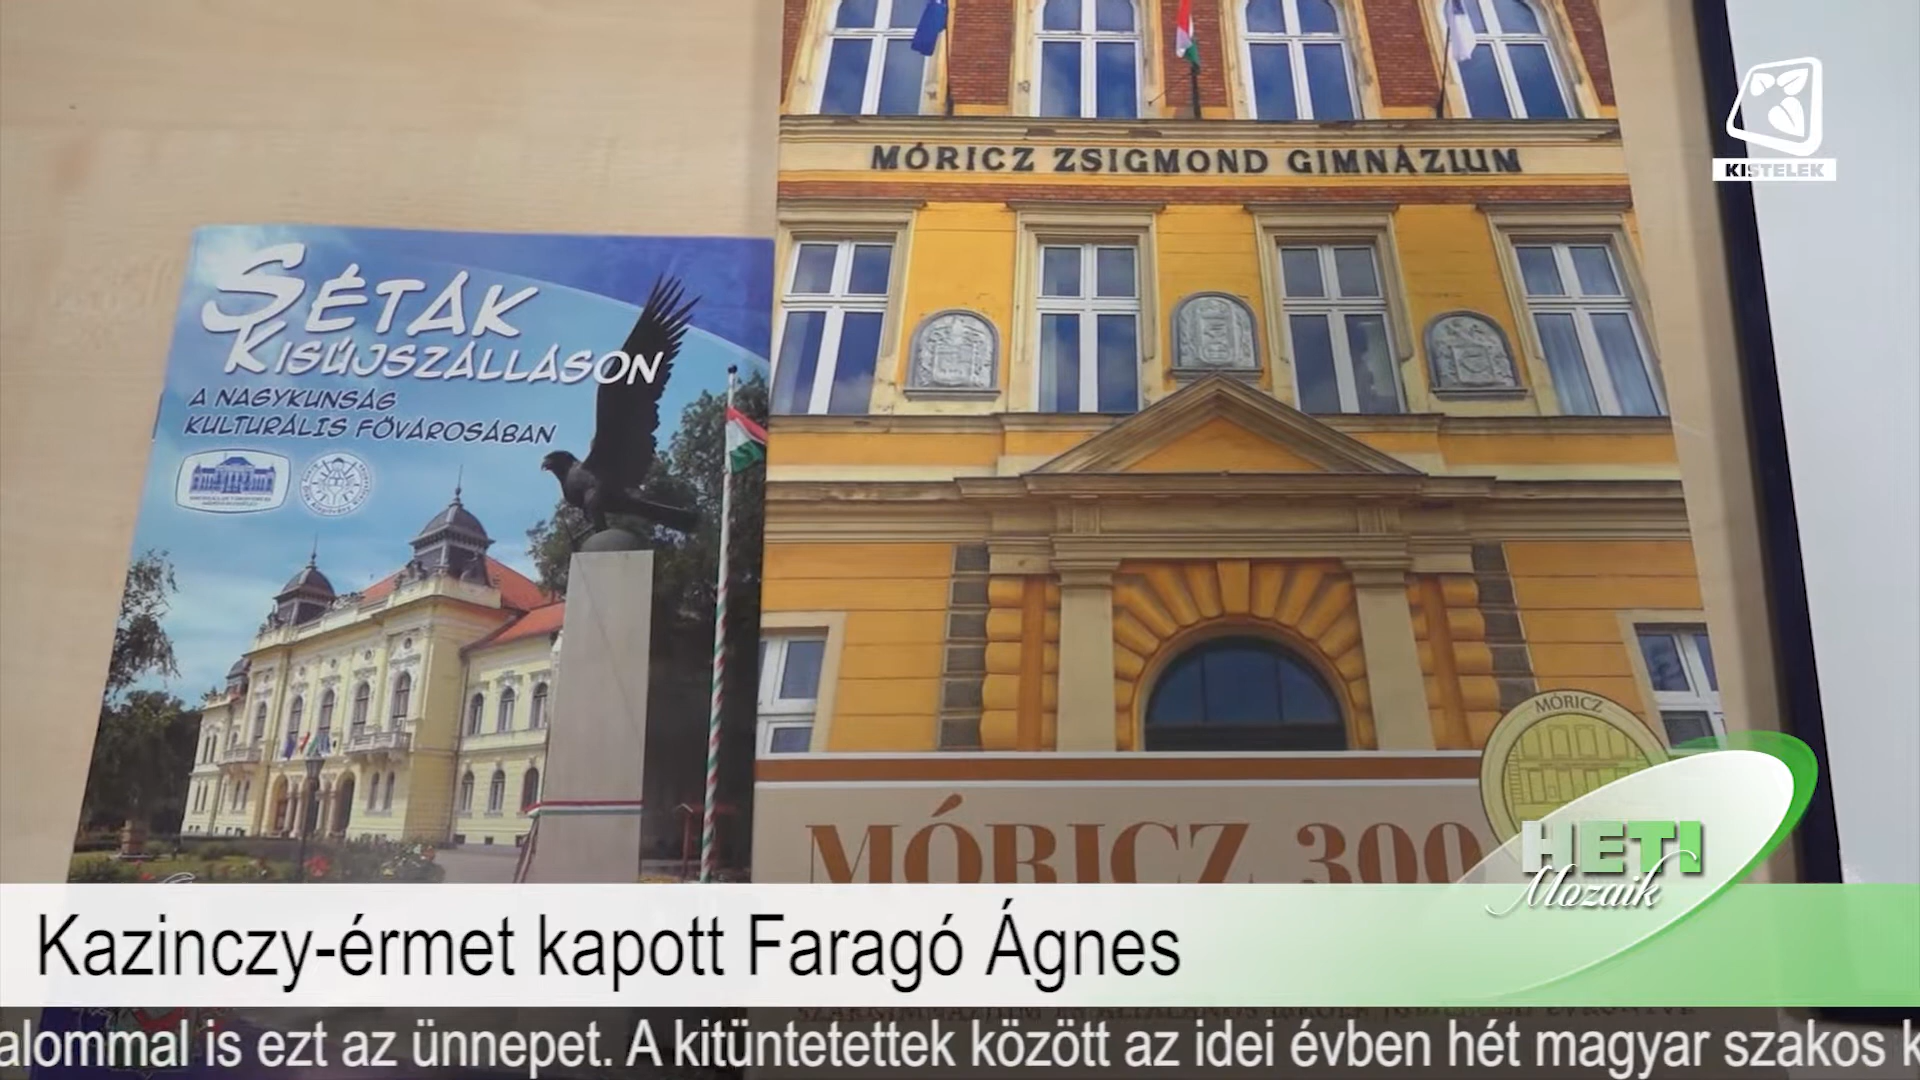 MÓRICZ ZSIGMOND GIMNÁZIUM
KISTELEK
SÉTÁK
KISÚJSZÁLLÁSON
A NAGYKUNSÁG
KULTURÁLIS FŐVÁROSÁBAN
MÓRICZ
MÓRICZ 300
HETI
Mozaik
Kazinczy-érmet kapott Faragó Ágnes
alommal is ezt az ünnepet. A kitüntetettek között az idei évben hét magyar szakos k